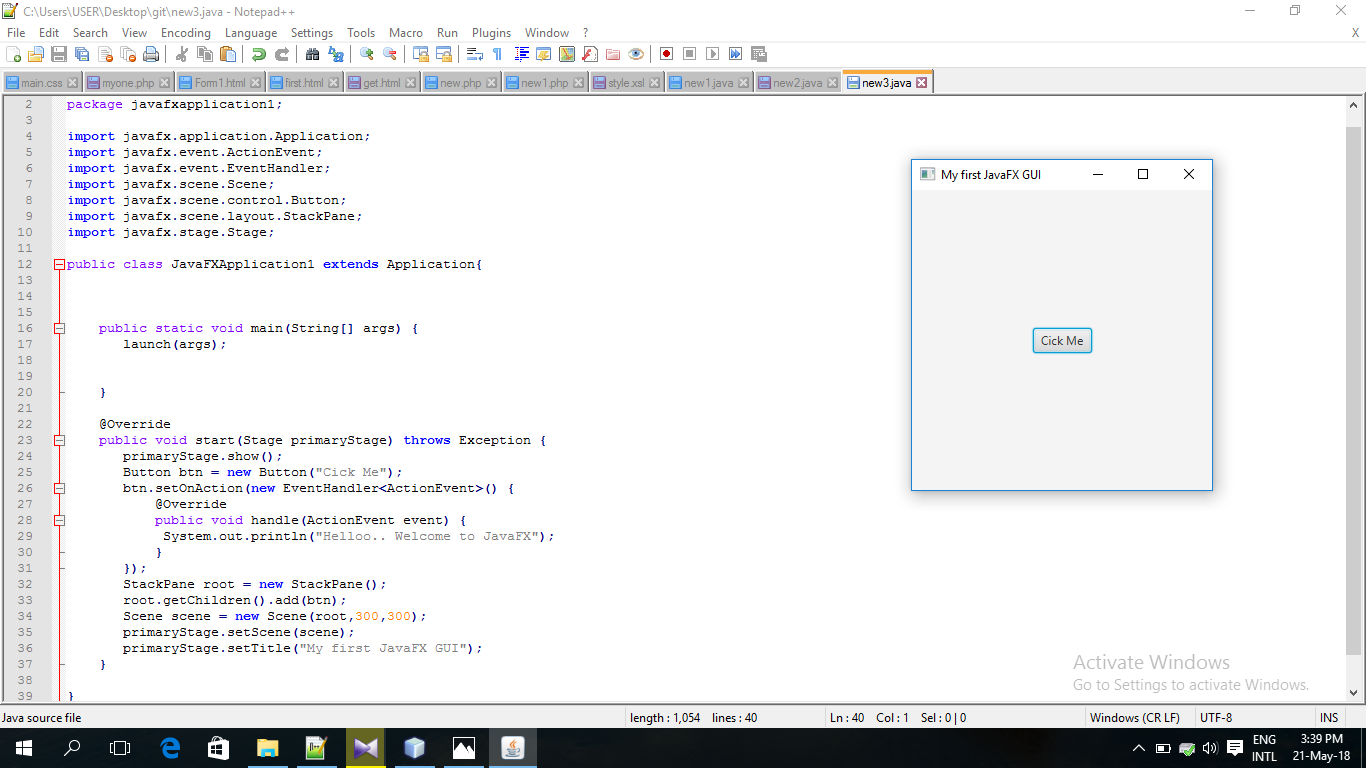 C:\Users\USER\Desktop\git\new3.java - Notepad++
File Edit Search View Encoding Language Settings Tools Macro Run Plugins Window ? X
main.css myone.php Form1.html first.html get.html new.php new1.php style.xsl new1.java new2.java new3.java
2 package javafxapplication1;
3
4 import javafx.application.Application;
5 import javafx.event.ActionEvent;
6 import javafx.event.EventHandler;
7 import javafx.scene.Scene;
8 import javafx.scene.control.Button;
9 import javafx.scene.layout.StackPane;
10 import javafx.stage.Stage;
11
12 public class JavaFXApplication1 extends Application{
13
14
15
16 public static void main(String[] args) {
17 launch(args);
18
19
20 }
21
22 @Override
23 public void start(Stage primaryStage) throws Exception {
24 primaryStage.show();
25 Button btn = new Button("Cick Me");
26 btn.setOnAction(new EventHandler<ActionEvent>() {
27 @Override
28 public void handle(ActionEvent event) {
29 System.out.println("Helloo.. Welcome to JavaFX");
30 }
31 });
32 StackPane root = new StackPane();
33 root.getChildren().add(btn);
34 Scene scene = new Scene(root,300,300);
35 primaryStage.setScene(scene);
36 primaryStage.setTitle("My first JavaFX GUI");
37 }
38
39 }
My first JavaFX GUI
Cick Me
Activate Windows
Go to Settings to activate Windows.
Java source file length : 1,054 lines : 40 Ln : 40 Col : 1 Sel : 0 | 0 Windows (CR LF) UTF-8 INS
ENG
INTL
3:39 PM
21-May-18